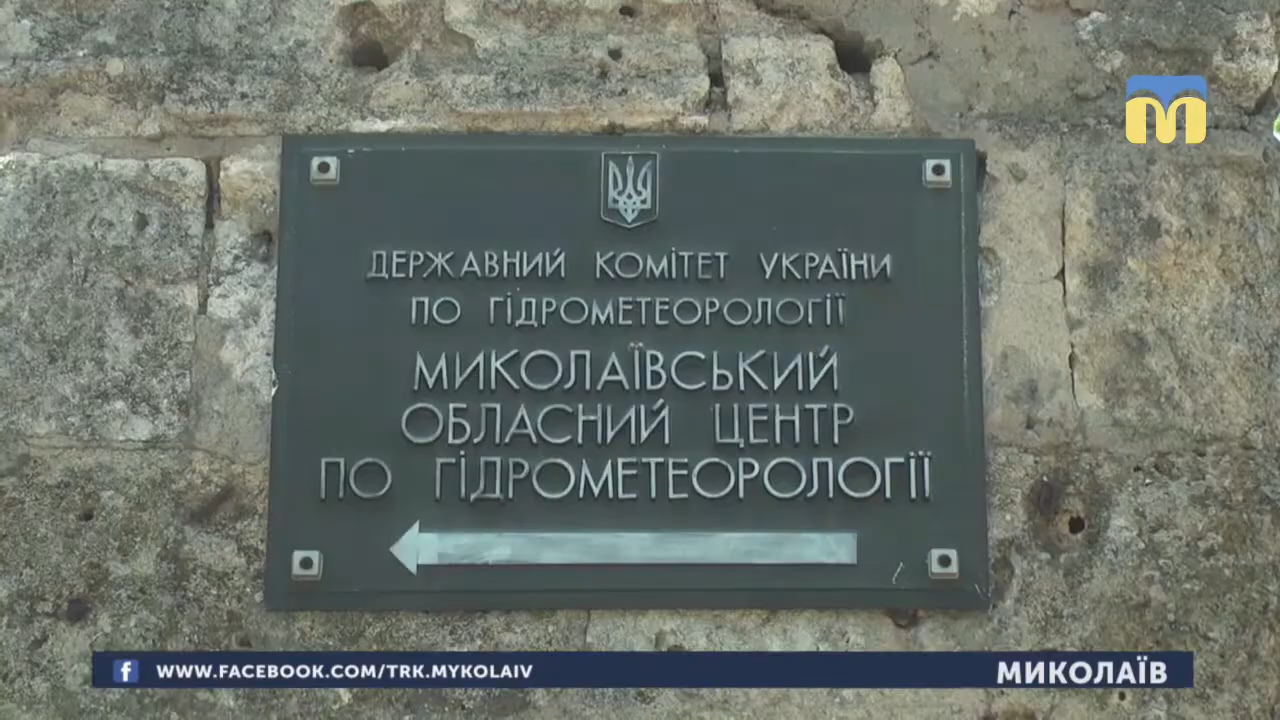 ДЕРЖАВНИЙ КОМІТЕТ УКРАЇНИ
ПО ГІДРОМЕТЕОРОЛОГІЇ
МИКОЛАЇВСЬКИЙ
ОБЛАСНИЙ ЦЕНТР
ПО ГІДРОМЕТЕОРОЛОГІЇ
WWW.FACEBOOK.COM/TRK.MYKOLAIV
МИКОЛАЇВ